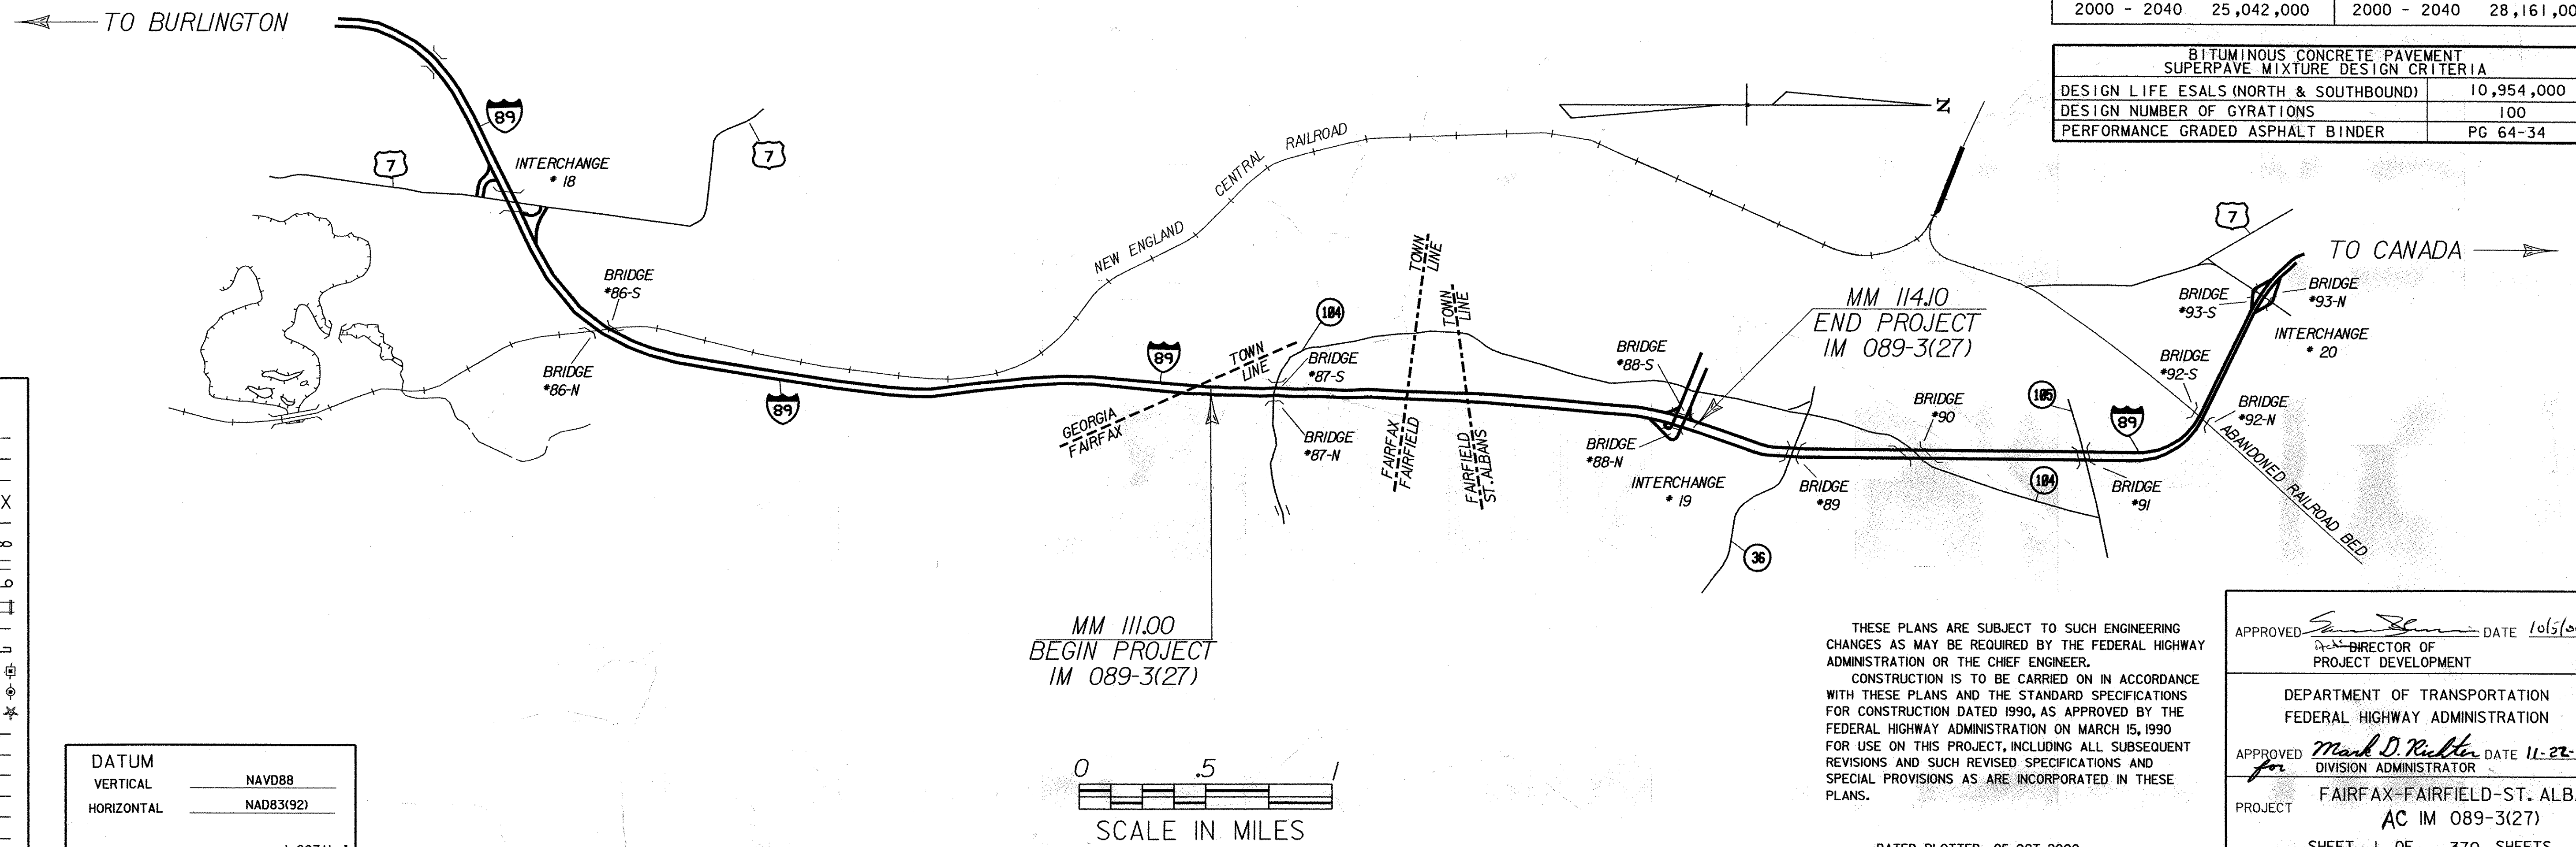 TO BURLINGTON
2000 - 2040 25,042,000 2000 - 2040 28,161,00
BITUMINOUS CONCRETE PAVEMENT
SUPERPAVE MIXTURE DESIGN CRITERIA
DESIGN LIFE ESALS (NORTH & SOUTHBOUND) 10,954,000
DESIGN NUMBER OF GYRATIONS 100
PERFORMANCE GRADED ASPHALT BINDER PG 64-34
N
89
7
INTERCHANGE
# 18
7
NEW ENGLAND CENTRAL RAILROAD
BRIDGE
#86-S
BRIDGE
#86-N
89
89
TOWN
LINE
GEORGIA
FAIRFAX
104
BRIDGE
#87-S
BRIDGE
#87-N
TOWN
LINE
FAIRFAX
FAIRFIELD
TOWN
LINE
FAIRFIELD
ST. ALBANS
BRIDGE
#88-S
BRIDGE
#88-N
INTERCHANGE
# 19
MM 114.10
END PROJECT
IM 089-3(27)
36
BRIDGE
#89
BRIDGE
#90
105
104
89
BRIDGE
#91
BRIDGE
#92-S
BRIDGE
#92-N
ABANDONED RAILROAD BED
7
TO CANADA
BRIDGE
#93-S
BRIDGE
#93-N
INTERCHANGE
# 20
MM 111.00
BEGIN PROJECT
IM 089-3(27)
0 .5 1
SCALE IN MILES
DATUM
VERTICAL NAVD88
HORIZONTAL NAD83(92)
THESE PLANS ARE SUBJECT TO SUCH ENGINEERING
CHANGES AS MAY BE REQUIRED BY THE FEDERAL HIGHWAY
ADMINISTRATION OR THE CHIEF ENGINEER.
CONSTRUCTION IS TO BE CARRIED ON IN ACCORDANCE
WITH THESE PLANS AND THE STANDARD SPECIFICATIONS
FOR CONSTRUCTION DATED 1990, AS APPROVED BY THE
FEDERAL HIGHWAY ADMINISTRATION ON MARCH 15, 1990
FOR USE ON THIS PROJECT, INCLUDING ALL SUBSEQUENT
REVISIONS AND SUCH REVISED SPECIFICATIONS AND
SPECIAL PROVISIONS AS ARE INCORPORATED IN THESE
PLANS.
APPROVED DATE 10/5/
DIRECTOR OF
PROJECT DEVELOPMENT
DEPARTMENT OF TRANSPORTATION
FEDERAL HIGHWAY ADMINISTRATION
APPROVED Mark D. Richter DATE 11-22-
for DIVISION ADMINISTRATOR
PROJECT FAIRFAX-FAIRFIELD-ST. ALB
AC IM 089-3(27)
SHEET 1 OF 370 SHEETS